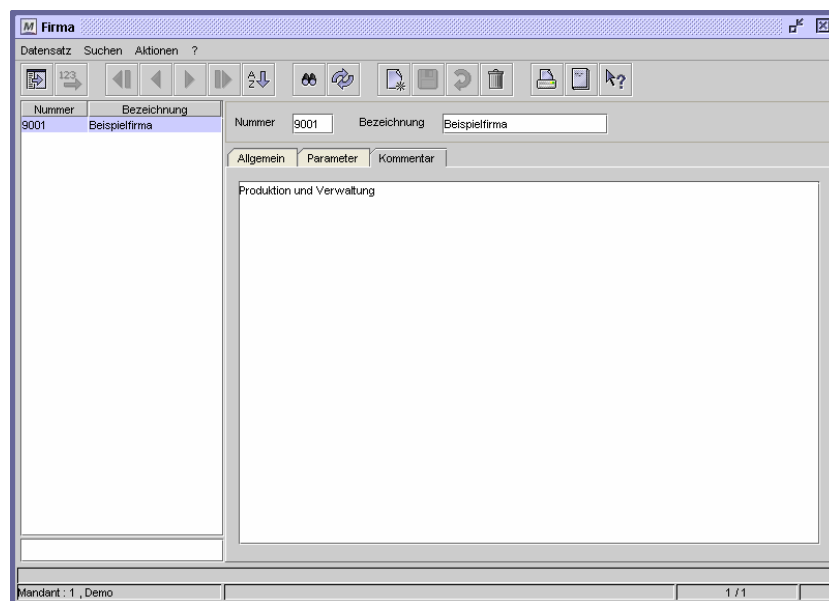 M Firma
Datensatz Suchen Aktionen ?
123 A Z ?
Nummer Bezeichnung
9001 Beispielfirma
Nummer 9001 Bezeichnung Beispielfirma
Allgemein Parameter Kommentar
Produktion und Verwaltung
Mandant : 1 , Demo 1 / 1